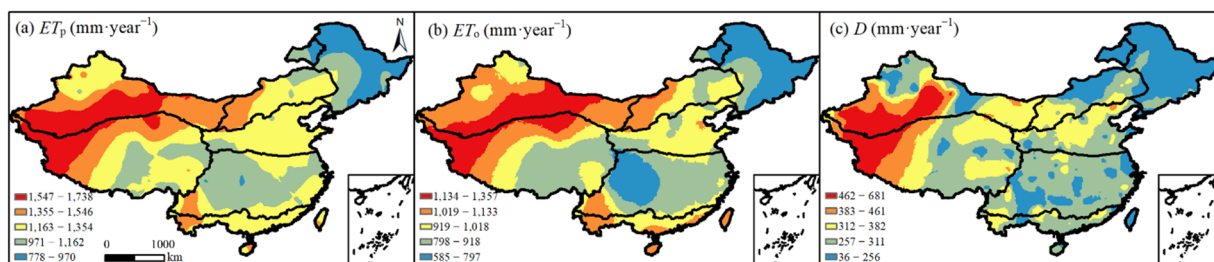 (a) ETp (mm·year⁻¹)
N
1,547 – 1,738
1,355 – 1,546
1,163 – 1,354
971 – 1,162
778 – 970
0 1000
km
(b) ETo (mm·year⁻¹)
1,134 – 1,357
1,019 – 1,133
919 – 1,018
798 – 918
585 – 797
(c) D (mm·year⁻¹)
462 – 681
383 – 461
312 – 382
257 – 311
36 – 256